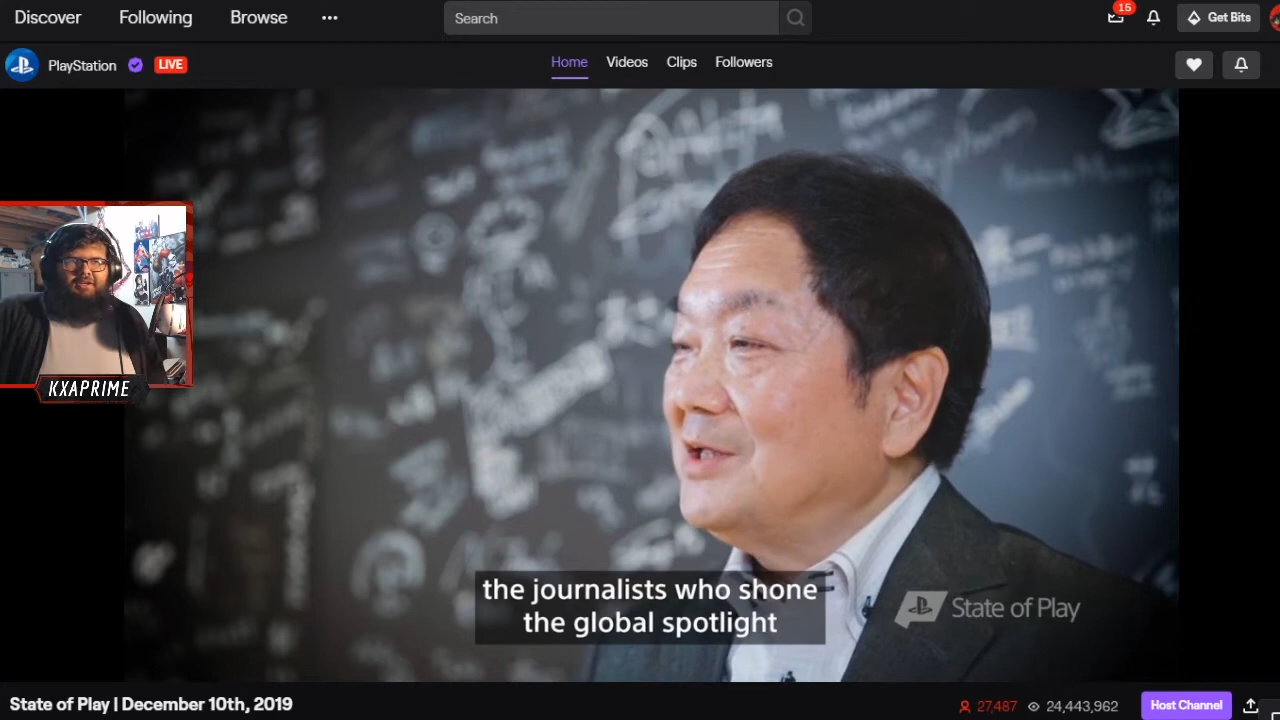 Discover Following Browse Search 15 Get Bits
PlayStation LIVE Home Videos Clips Followers
KXAPRIME
the journalists who shone
the global spotlight
State of Play
State of Play | December 10th, 2019 27,487 24,443,962 Host Channel